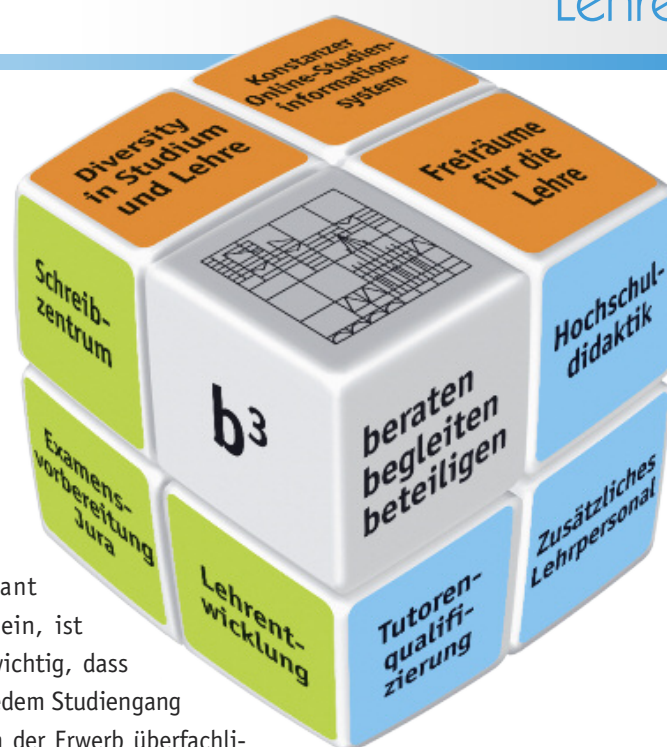 Lehre
Konstanzer
Online-Studien-
informations-
system
Diversity
in Studium
und Lehre
Freiräume
für die
Lehre
Schreib-
zentrum
Hochschul-
didaktik
b³
beraten
begleiten
beteiligen
Examens-
vorbereitung
Jura
Zusätzliches
Lehrpersonal
Lehrent-
wicklung
Tutoren-
qualifi-
zierung
ant
ein, ist
wichtig, dass
edem Studiengang
der Erwerb überfachli-